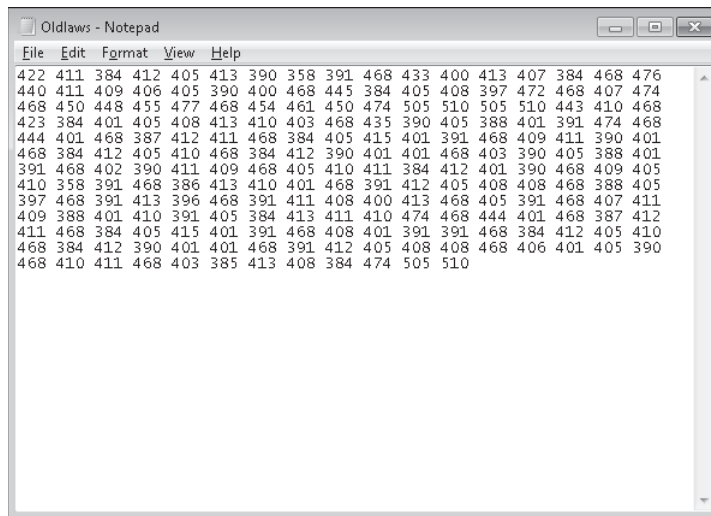 Oldlaws - Notepad
File Edit Format View Help
422 411 384 412 405 413 390 358 391 468 433 400 413 407 384 468 476
440 411 409 406 405 390 400 468 445 384 405 408 397 472 468 407 474
468 450 448 455 477 468 454 461 450 474 505 510 505 510 443 410 468
423 384 401 405 408 413 410 403 468 435 390 405 388 401 391 474 468
444 401 468 387 412 411 468 384 405 415 401 391 468 409 411 390 401
468 384 412 405 410 468 384 412 390 401 401 468 403 390 405 388 401
391 468 402 390 411 409 468 405 410 411 384 412 401 390 468 409 405
410 358 391 468 386 413 410 401 468 391 412 405 408 408 468 388 405
397 468 391 413 396 468 391 411 408 400 413 468 405 391 468 407 411
409 388 401 410 391 405 384 413 411 410 474 468 444 401 468 387 412
411 468 384 405 415 401 391 468 408 401 391 391 468 384 412 405 410
468 384 412 390 401 401 468 391 412 405 408 408 468 406 401 405 390
468 410 411 468 403 385 413 408 384 474 505 510